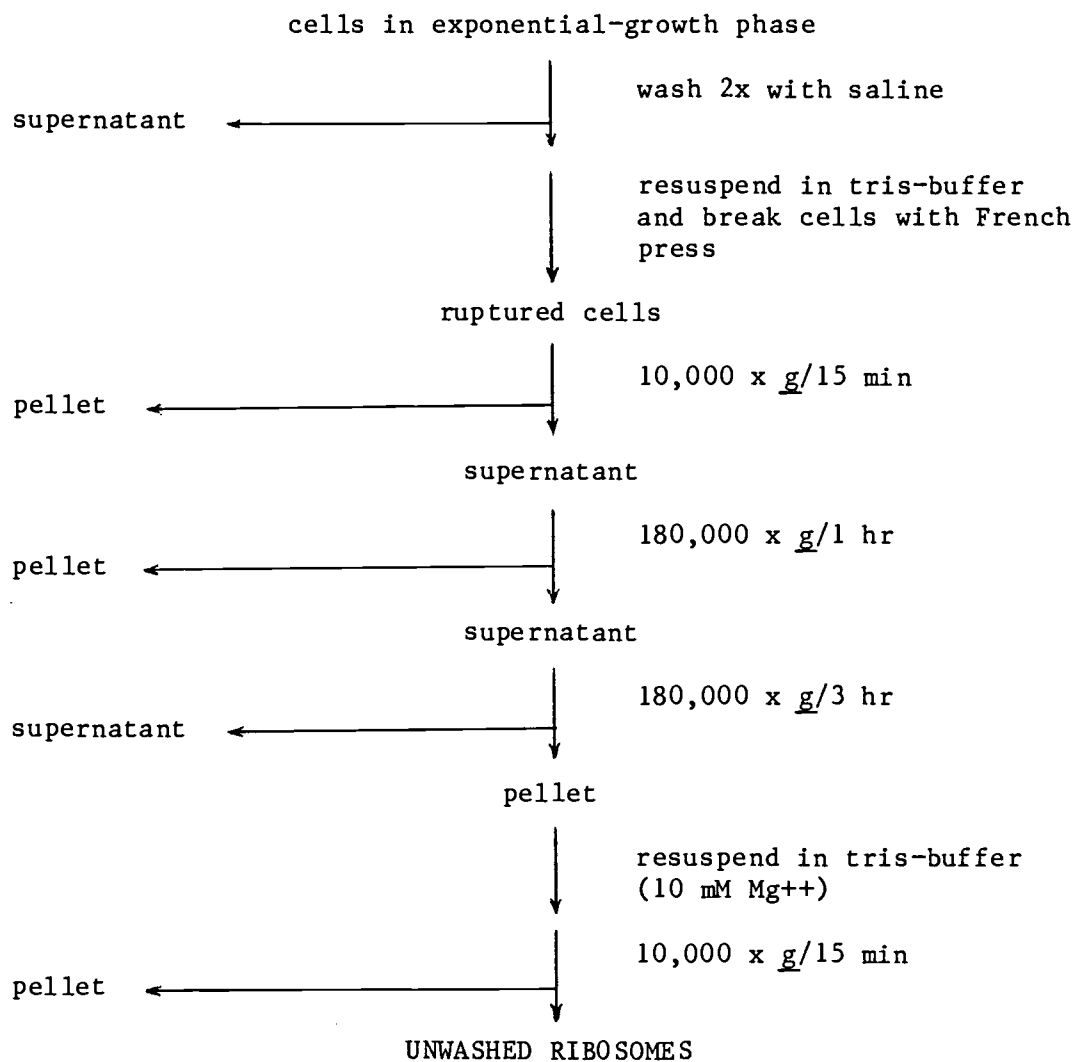 cells in exponential-growth phase
wash 2x with saline
supernatant
resuspend in tris-buffer
and break cells with French
press
ruptured cells
10,000 x g/15 min
pellet
supernatant
180,000 x g/1 hr
pellet
supernatant
180,000 x g/3 hr
supernatant
pellet
resuspend in tris-buffer
(10 mM Mg++)
10,000 x g/15 min
pellet
UNWASHED RIBOSOMES